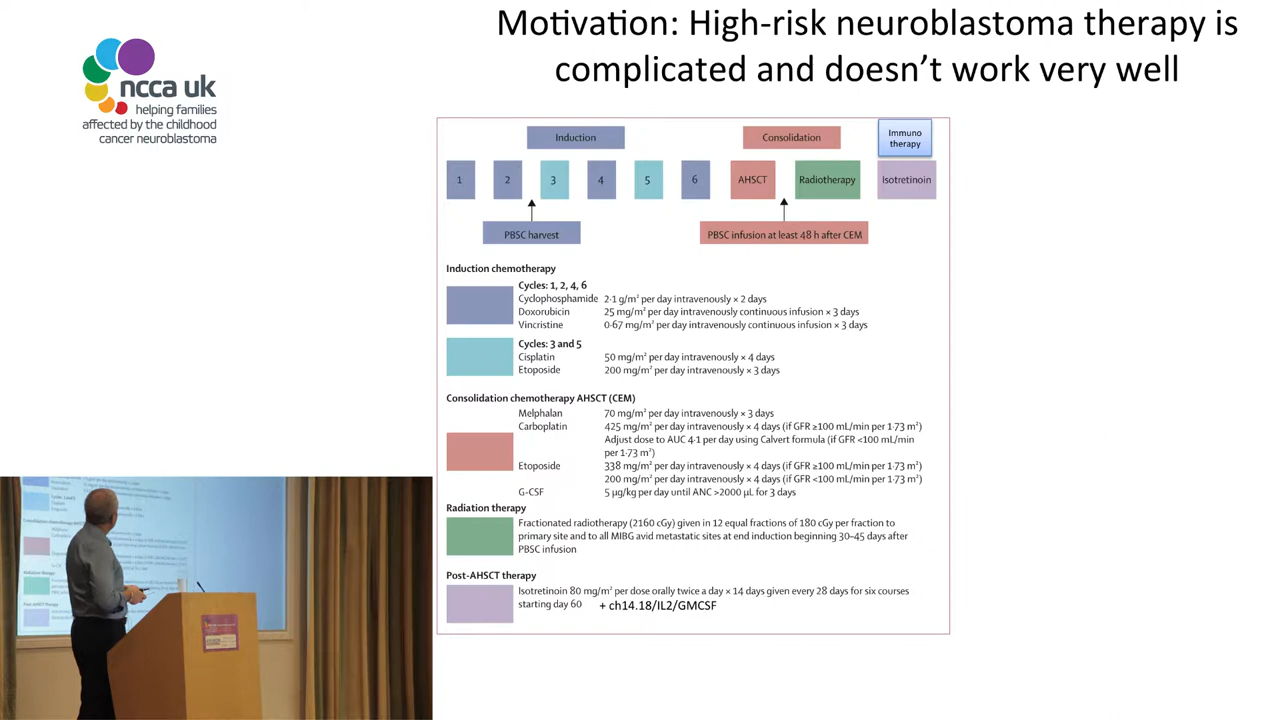 Motivation: High-risk neuroblastoma therapy is
complicated and doesn't work very well
ncca uk
helping families
affected by the childhood
cancer neuroblastoma
Induction
Consolidation
Immuno
therapy
1
2
3
4
5
6
AHSCT
Radiotherapy
Isotretinoin
PBSC harvest
PBSC infusion at least 48 h after CEM
Induction chemotherapy
Cycles: 1, 2, 4, 6
Cyclophosphamide 2·1 g/m² per day intravenously × 2 days
Doxorubicin 25 mg/m² per day intravenously continuous infusion × 3 days
Vincristine 0·67 mg/m² per day intravenously continuous infusion × 3 days
Cycles: 3 and 5
Cisplatin 50 mg/m² per day intravenously × 4 days
Etoposide 200 mg/m² per day intravenously × 3 days
Consolidation chemotherapy AHSCT (CEM)
Melphalan 70 mg/m² per day intravenously × 3 days
Carboplatin 425 mg/m² per day intravenously × 4 days (if GFR ≥100 mL/min per 1·73 m²)
Adjust dose to AUC 4·1 per day using Calvert formula (if GFR <100 mL/min
per 1·73 m²)
Etoposide 338 mg/m² per day intravenously × 4 days (if GFR ≥100 mL/min per 1·73 m²)
200 mg/m² per day intravenously × 4 days (if GFR <100 mL/min per 1·73 m²)
G-CSF 5 µg/kg per day until ANC >2000 µL for 3 days
Radiation therapy
Fractionated radiotherapy (2160 cGy) given in 12 equal fractions of 180 cGy per fraction to
primary site and to all MIBG avid metastatic sites at end induction beginning 30–45 days after
PBSC infusion
Post-AHSCT therapy
Isotretinoin 80 mg/m² per dose orally twice a day × 14 days given every 28 days for six courses
starting day 60 + ch14.18/IL2/GMCSF